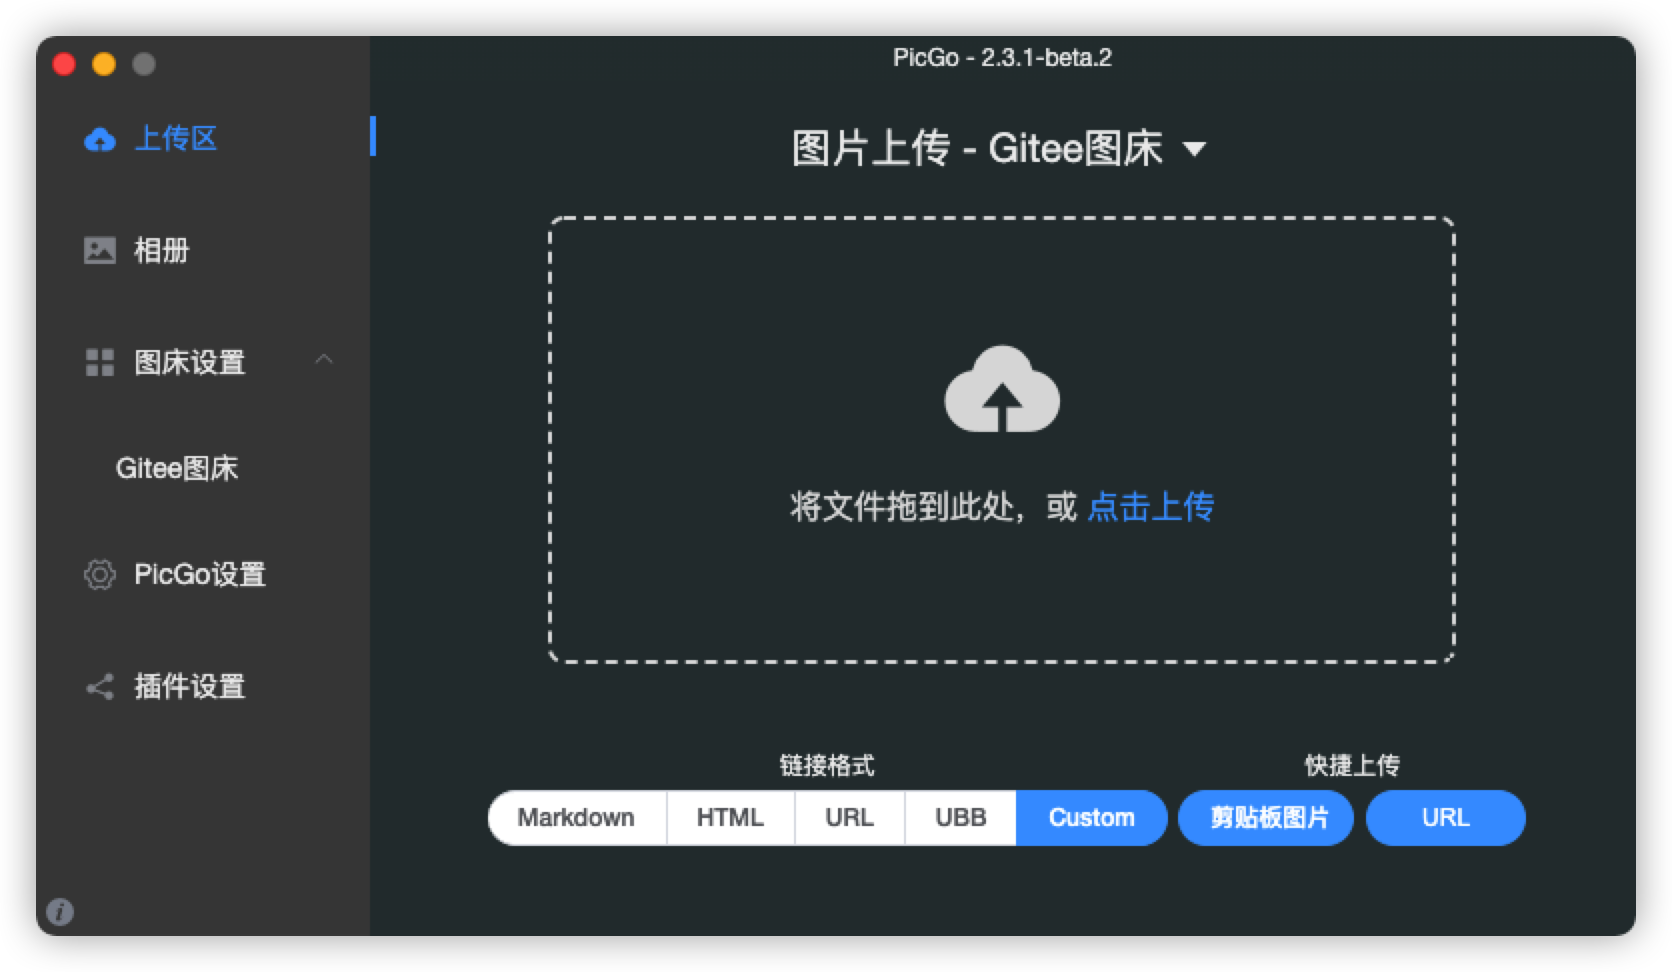 PicGo - 2.3.1-beta.2
上传区
相册
图床设置
Gitee图床
PicGo设置
插件设置
图片上传 - Gitee图床
将文件拖到此处，或 点击上传
链接格式
Markdown HTML URL UBB Custom
快捷上传
剪贴板图片 URL